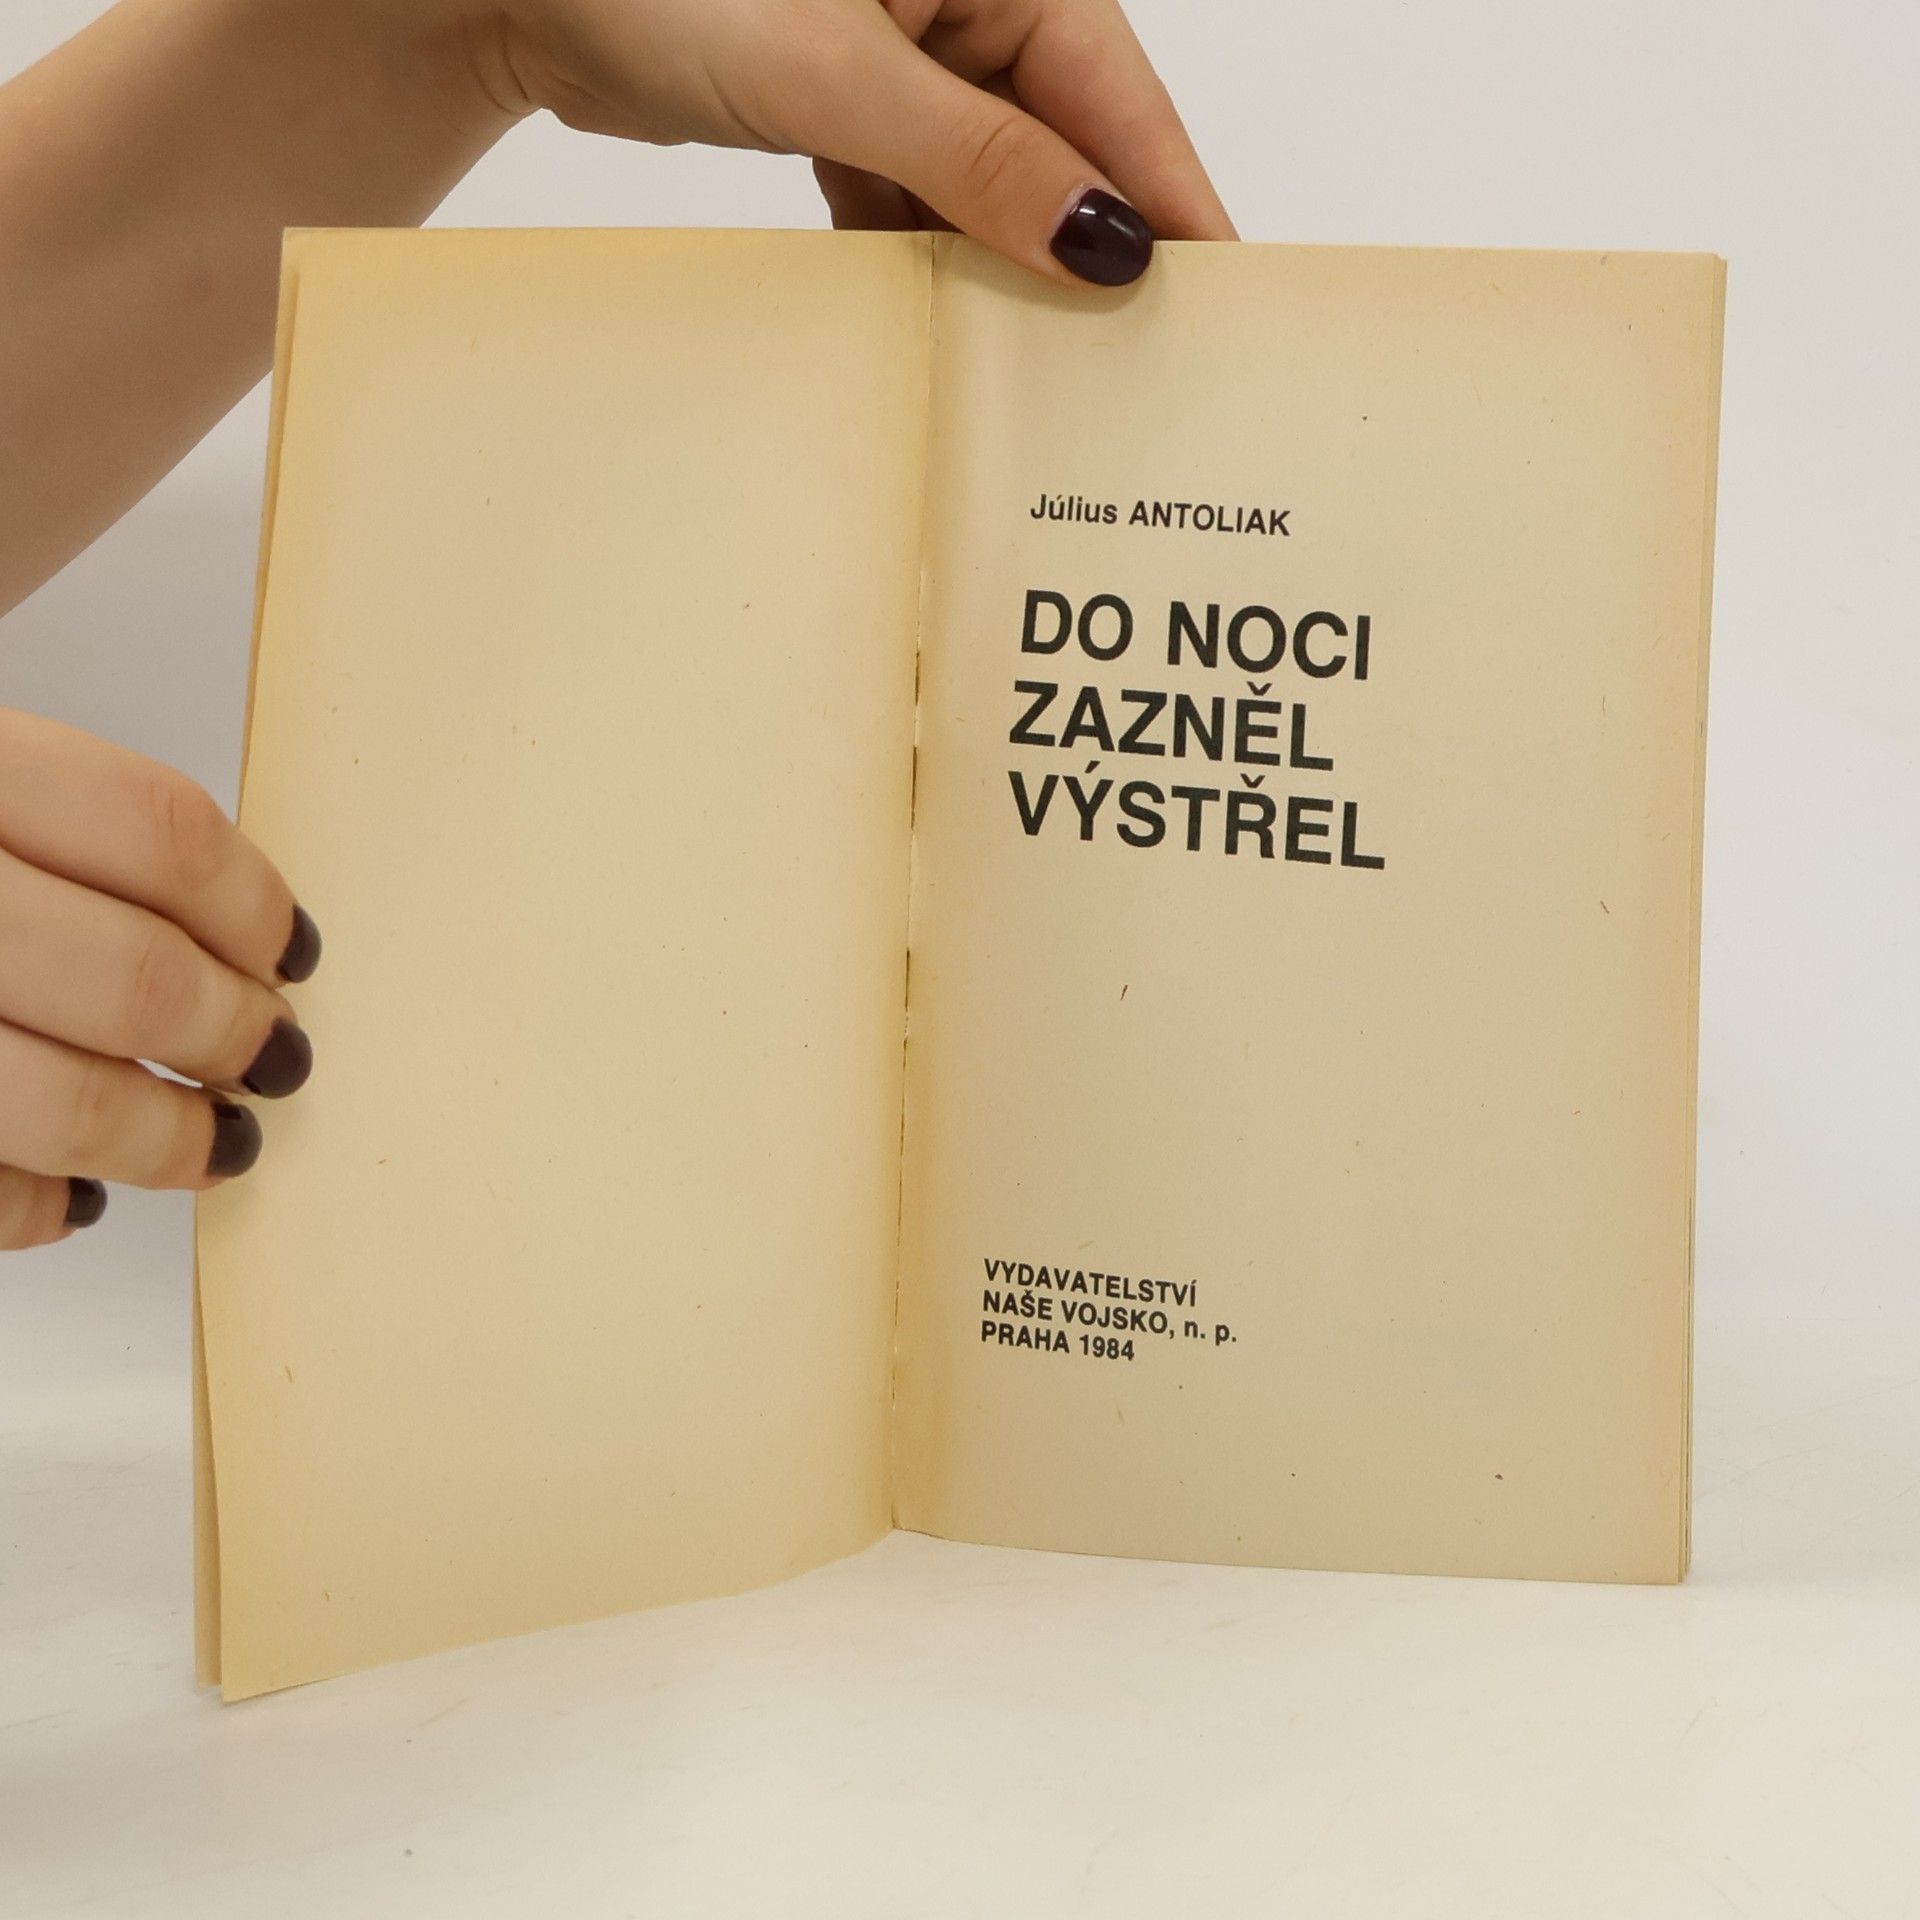 Július ANTOLIAK
DO NOCI
ZAZNĚL
VÝSTŘEL
VYDAVATELSTVÍ
NAŠE VOJSKO, n. p.
PRAHA 1984